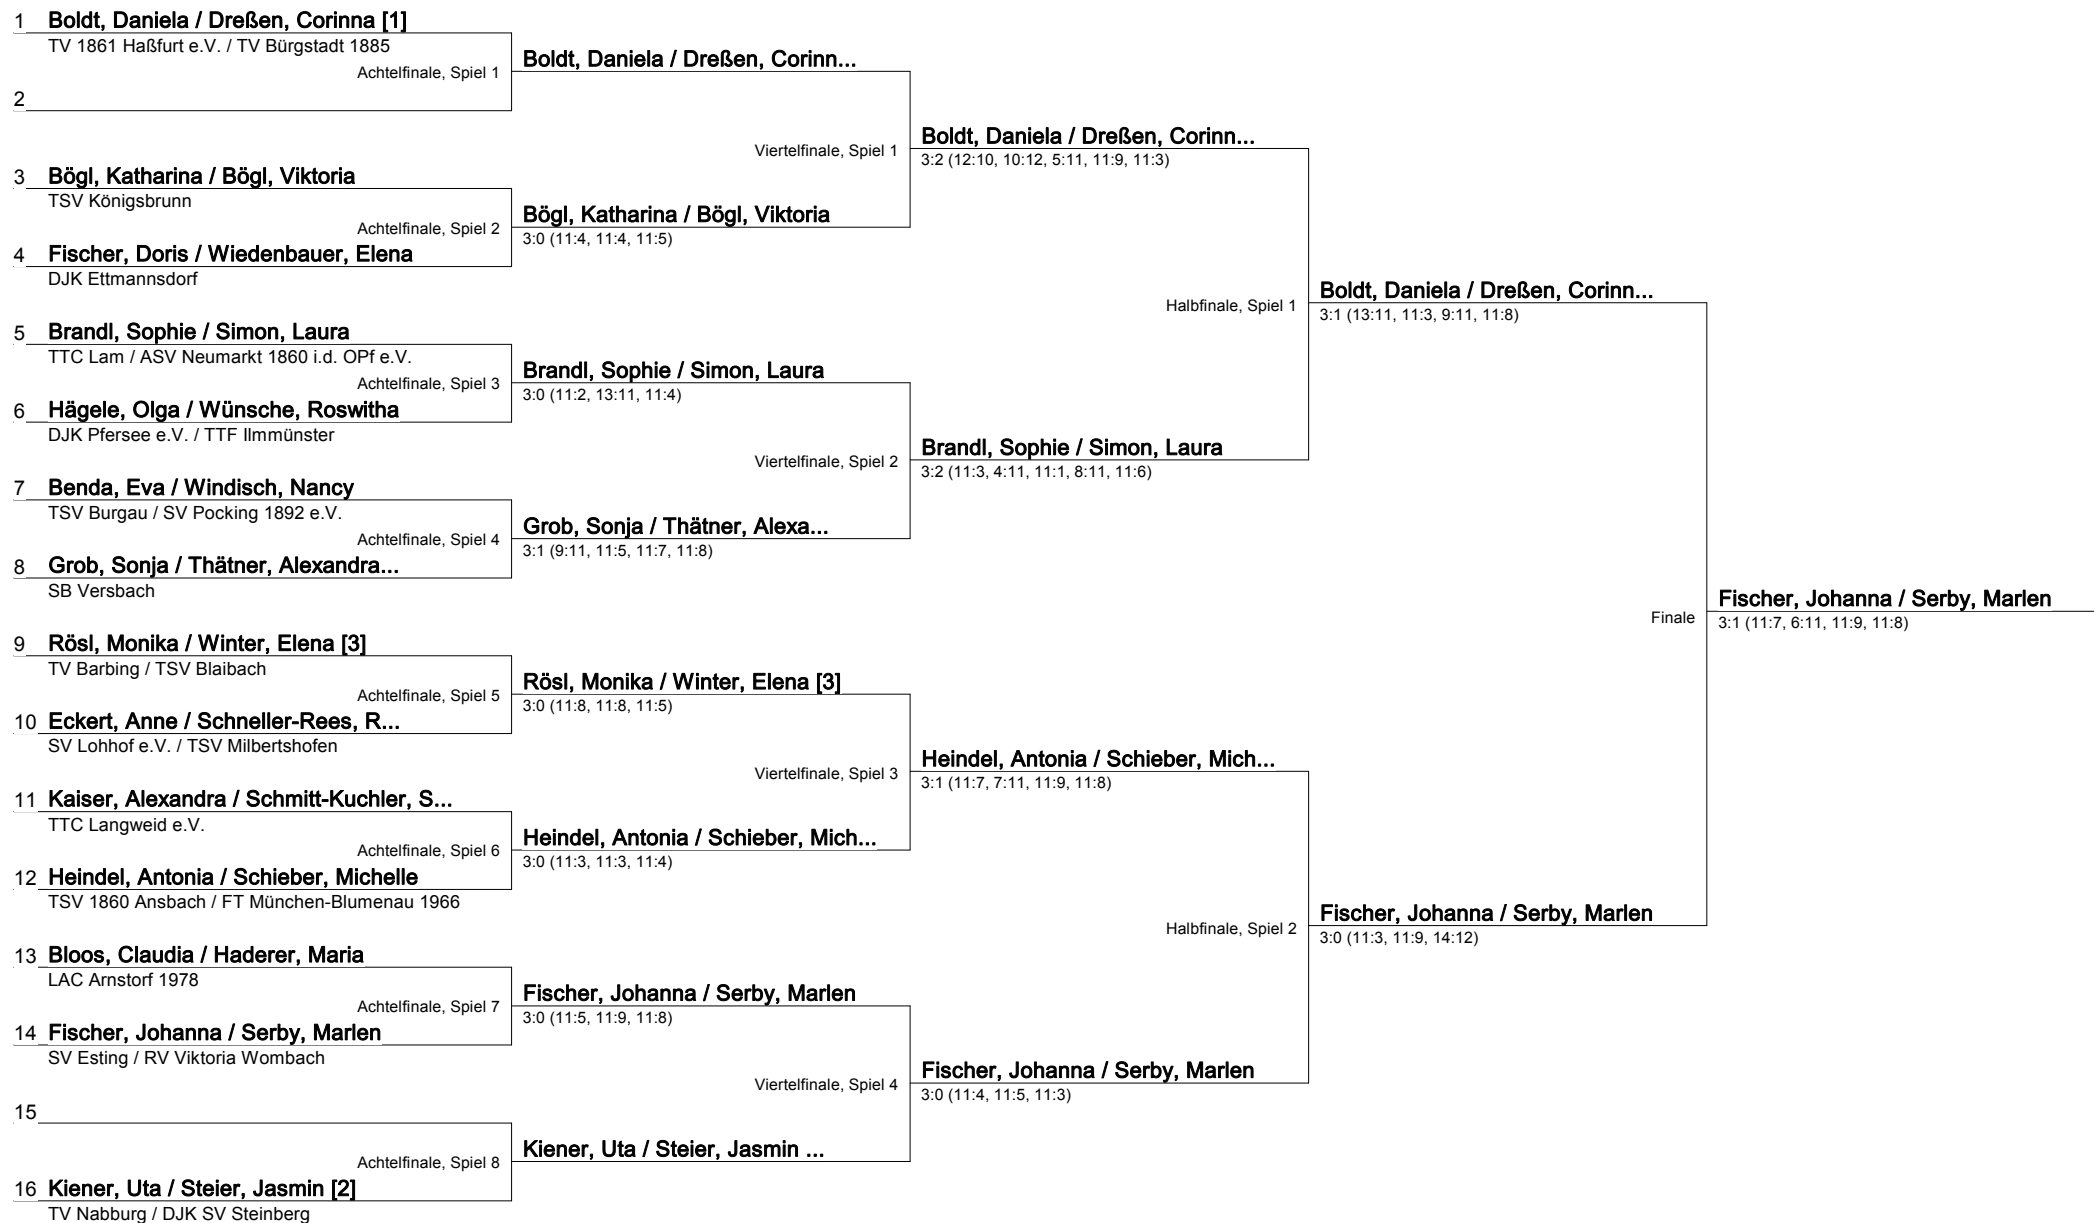 1 Boldt, Daniela / Dreßen, Corinna [1]
TV 1861 Haßfurt e.V. / TV Bürgstadt 1885
Achtelfinale, Spiel 1
2
3 Bögl, Katharina / Bögl, Viktoria
TSV Königsbrunn
Achtelfinale, Spiel 2
4 Fischer, Doris / Wiedenbauer, Elena
DJK Ettmannsdorf
5 Brandl, Sophie / Simon, Laura
TTC Lam / ASV Neumarkt 1860 i.d. OPf e.V.
Achtelfinale, Spiel 3
6 Hägele, Olga / Wünsche, Roswitha
DJK Pfersee e.V. / TTF Ilmmünster
7 Benda, Eva / Windisch, Nancy
TSV Burgau / SV Pocking 1892 e.V.
Achtelfinale, Spiel 4
8 Grob, Sonja / Thätner, Alexandra...
SB Versbach
9 Rösl, Monika / Winter, Elena [3]
TV Barbing / TSV Blaibach
Achtelfinale, Spiel 5
10 Eckert, Anne / Schneller-Rees, R...
SV Lohhof e.V. / TSV Milbertshofen
11 Kaiser, Alexandra / Schmitt-Kuchler, S...
TTC Langweid e.V.
Achtelfinale, Spiel 6
12 Heindel, Antonia / Schieber, Michelle
TSV 1860 Ansbach / FT München-Blumenau 1966
13 Bloos, Claudia / Haderer, Maria
LAC Arnstorf 1978
Achtelfinale, Spiel 7
14 Fischer, Johanna / Serby, Marlen
SV Esting / RV Viktoria Wombach
15
Achtelfinale, Spiel 8
16 Kiener, Uta / Steier, Jasmin [2]
TV Nabburg / DJK SV Steinberg
Boldt, Daniela / Dreßen, Corinn...
Viertelfinale, Spiel 1
Bögl, Katharina / Bögl, Viktoria
3:0 (11:4, 11:4, 11:5)
Brandl, Sophie / Simon, Laura
3:0 (11:2, 13:11, 11:4)
Viertelfinale, Spiel 2
Grob, Sonja / Thätner, Alexa...
3:1 (9:11, 11:5, 11:7, 11:8)
Rösl, Monika / Winter, Elena [3]
3:0 (11:8, 11:8, 11:5)
Viertelfinale, Spiel 3
Heindel, Antonia / Schieber, Mich...
3:0 (11:3, 11:3, 11:4)
Fischer, Johanna / Serby, Marlen
3:0 (11:5, 11:9, 11:8)
Viertelfinale, Spiel 4
Kiener, Uta / Steier, Jasmin ...
Boldt, Daniela / Dreßen, Corinn...
3:2 (12:10, 10:12, 5:11, 11:9, 11:3)
Halbfinale, Spiel 1
Brandl, Sophie / Simon, Laura
3:2 (11:3, 4:11, 11:1, 8:11, 11:6)
Heindel, Antonia / Schieber, Mich...
3:1 (11:7, 7:11, 11:9, 11:8)
Halbfinale, Spiel 2
Fischer, Johanna / Serby, Marlen
3:0 (11:4, 11:5, 11:3)
Boldt, Daniela / Dreßen, Corinn...
3:1 (13:11, 11:3, 9:11, 11:8)
Finale
Fischer, Johanna / Serby, Marlen
3:0 (11:3, 11:9, 14:12)
Fischer, Johanna / Serby, Marlen
3:1 (11:7, 6:11, 11:9, 11:8)